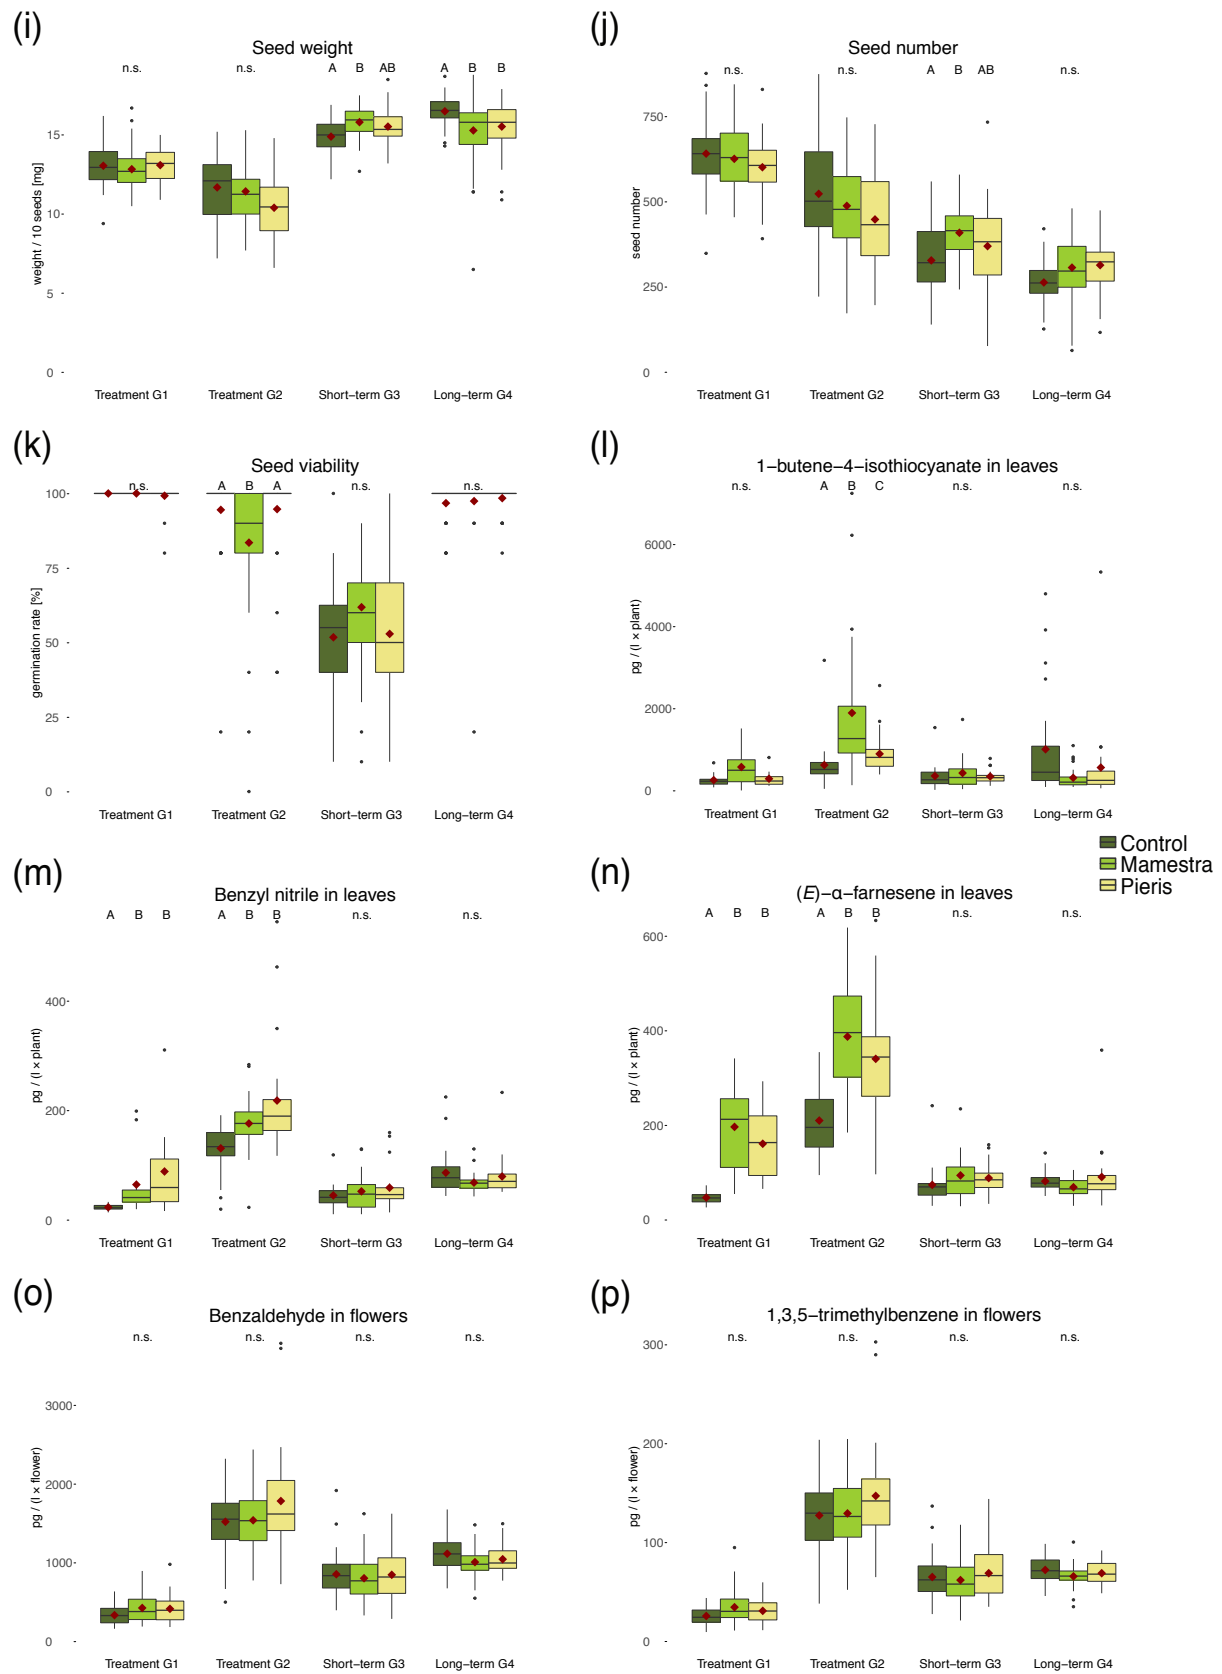 (i)
Seed weight
n.s. n.s. A B AB A B B
weight / 10 seeds [mg]
15
10
5
0
Treatment G1 Treatment G2 Short−term G3 Long−term G4
(j)
Seed number
n.s. n.s. A B AB n.s.
seed number
750
500
250
0
Treatment G1 Treatment G2 Short−term G3 Long−term G4
(k)
Seed viability
n.s. A B A n.s. n.s.
germination rate [%]
100
75
50
25
0
Treatment G1 Treatment G2 Short−term G3 Long−term G4
(l)
1−butene−4−isothiocyanate in leaves
n.s. A B C n.s. n.s.
pg / (l × plant)
6000
4000
2000
0
Treatment G1 Treatment G2 Short−term G3 Long−term G4
Control
Mamestra
Pieris
(m)
Benzyl nitrile in leaves
A B B A B B n.s. n.s.
pg / (l × plant)
400
200
0
Treatment G1 Treatment G2 Short−term G3 Long−term G4
(n)
(E)−α−farnesene in leaves
A B B A B B n.s. n.s.
pg / (l × plant)
600
400
200
0
Treatment G1 Treatment G2 Short−term G3 Long−term G4
(o)
Benzaldehyde in flowers
n.s. n.s. n.s. n.s.
pg / (l × flower)
3000
2000
1000
0
Treatment G1 Treatment G2 Short−term G3 Long−term G4
(p)
1,3,5−trimethylbenzene in flowers
n.s. n.s. n.s. n.s.
pg / (l × flower)
300
200
100
0
Treatment G1 Treatment G2 Short−term G3 Long−term G4